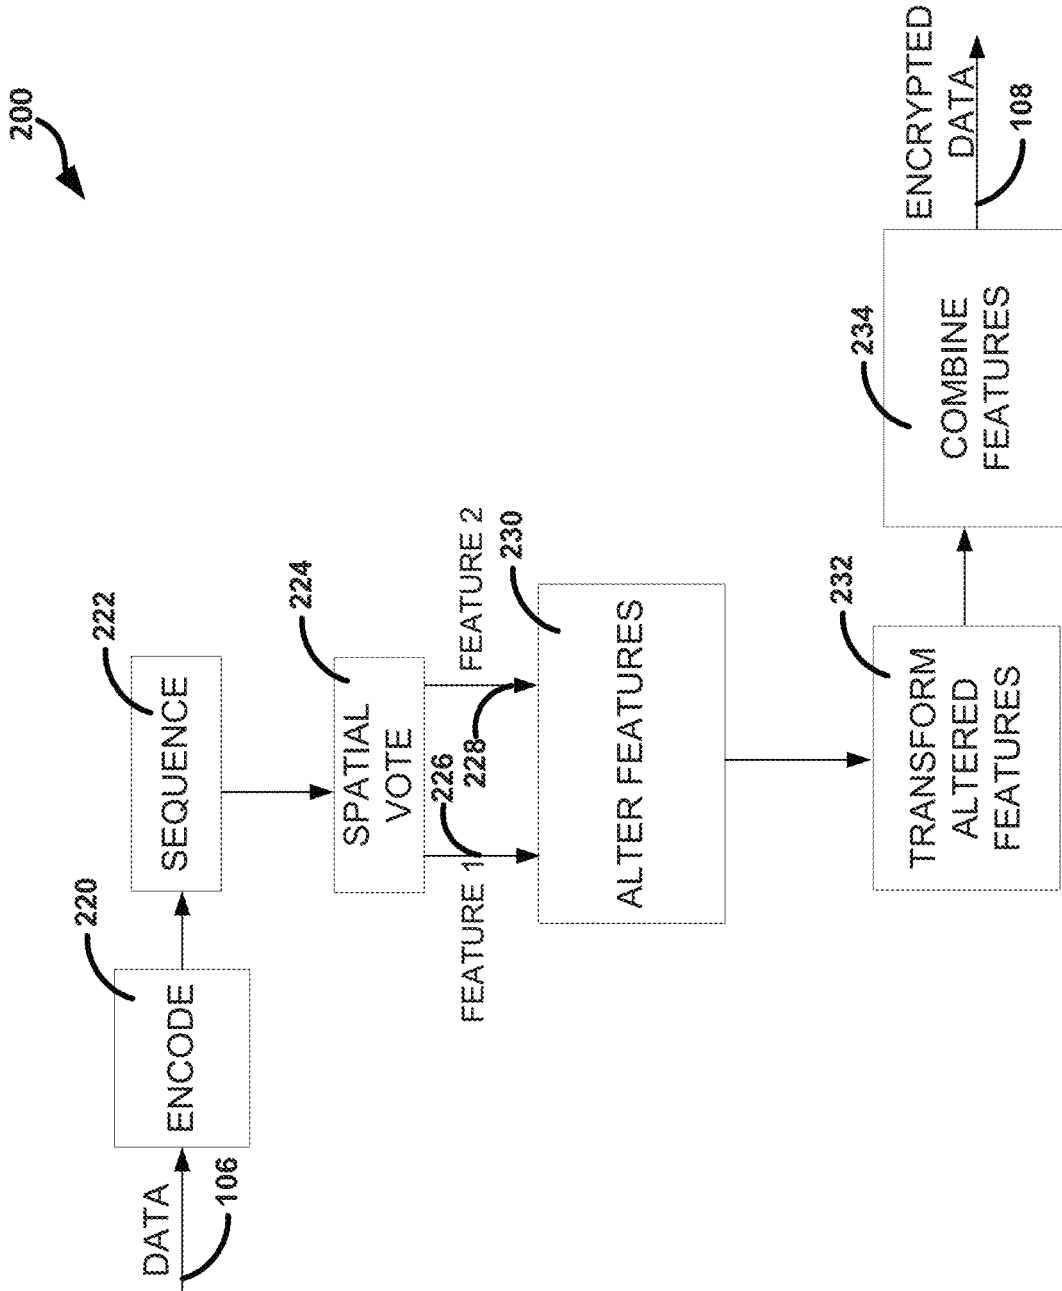 200
DATA
106
ENCODE
220
SEQUENCE
222
SPATIAL
VOTE
224
FEATURE 1
226
FEATURE 2
228
ALTER FEATURES
230
TRANSFORM
ALTERED
FEATURES
232
COMBINE
FEATURES
234
ENCRYPTED
DATA
108